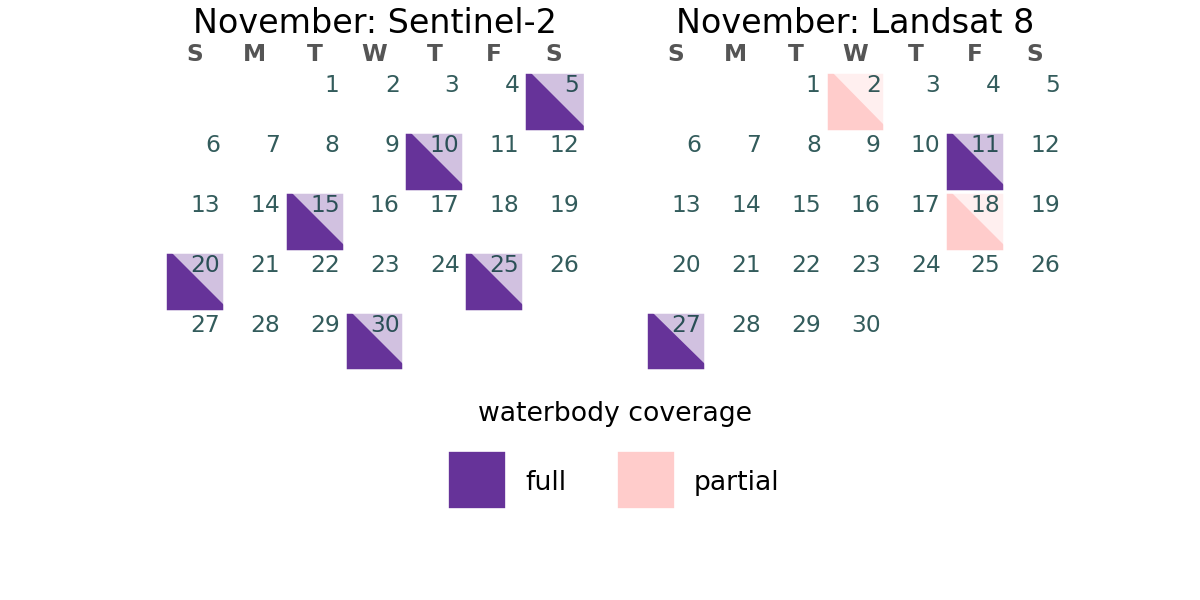 November: Sentinel-2
S M T W T F S
1 2 3 4 5
6 7 8 9 10 11 12
13 14 15 16 17 18 19
20 21 22 23 24 25 26
27 28 29 30
November: Landsat 8
S M T W T F S
1 2 3 4 5
6 7 8 9 10 11 12
13 14 15 16 17 18 19
20 21 22 23 24 25 26
27 28 29 30
waterbody coverage
full
partial